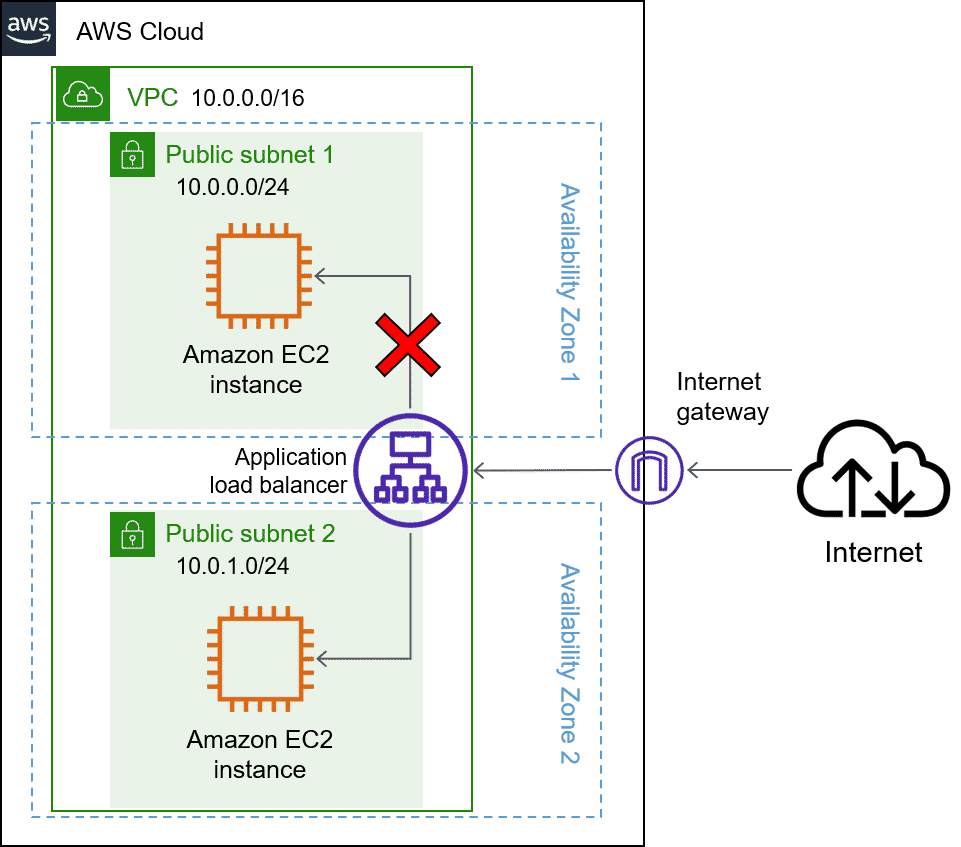 aws
AWS Cloud
VPC 10.0.0.0/16
Public subnet 1
10.0.0.0/24
Amazon EC2
instance
Availability Zone 1
Internet
gateway
Application
load balancer
Internet
Public subnet 2
10.0.1.0/24
Amazon EC2
instance
Availability Zone 2